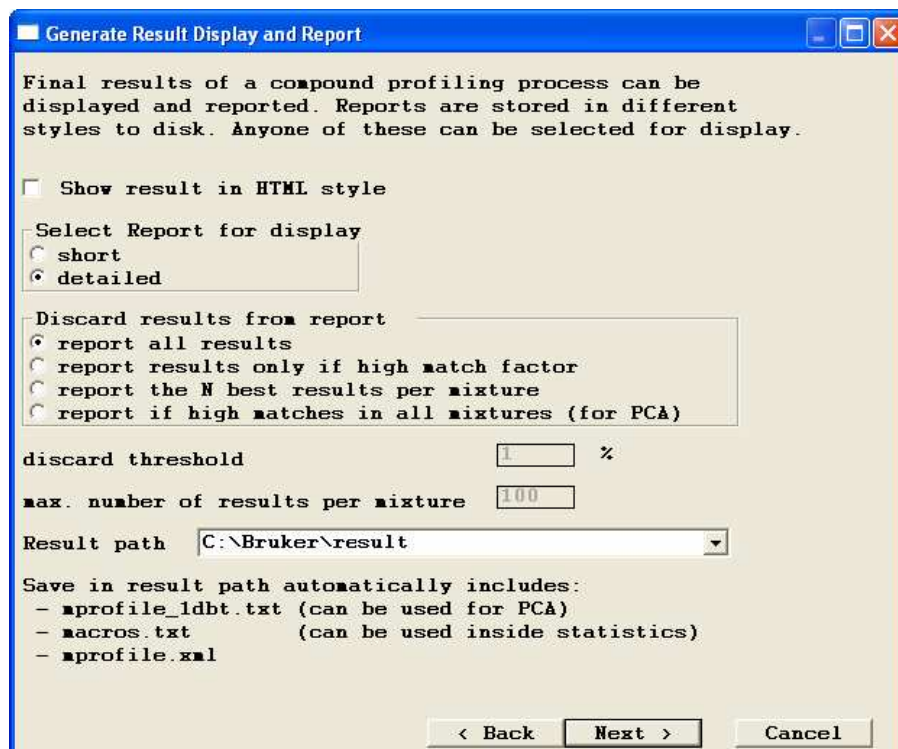 Generate Result Display and Report
Final results of a compound profiling process can be
displayed and reported. Reports are stored in different
styles to disk. Anyone of these can be selected for display.
Show result in HTML style
Select Report for display
short
detailed
Discard results from report
report all results
report results only if high match factor
report the N best results per mixture
report if high matches in all mixtures (for PCA)
discard threshold 1 %
max. number of results per mixture 100
Result path C:\Bruker\result
Save in result path automatically includes:
- mprofile_1dbt.txt (can be used for PCA)
- macros.txt (can be used inside statistics)
- mprofile.xml
< Back Next > Cancel